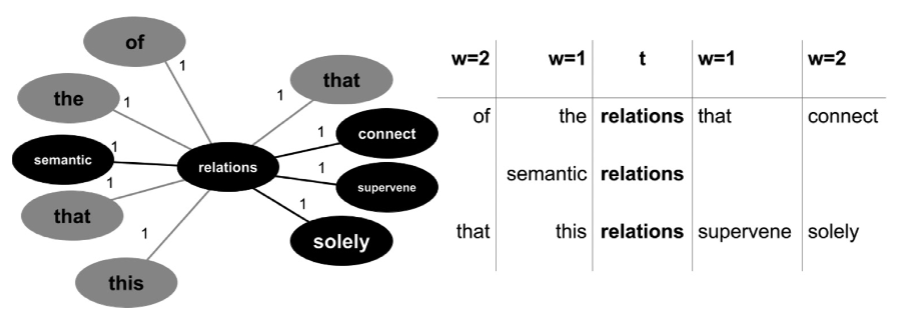 of
1
that
1
the
1
connect
1
semantic
1
relations
1
supervene
that
1
1
solely
1
this
w=2 w=1 t w=1 w=2
of the relations that connect
semantic relations
that this relations supervene solely